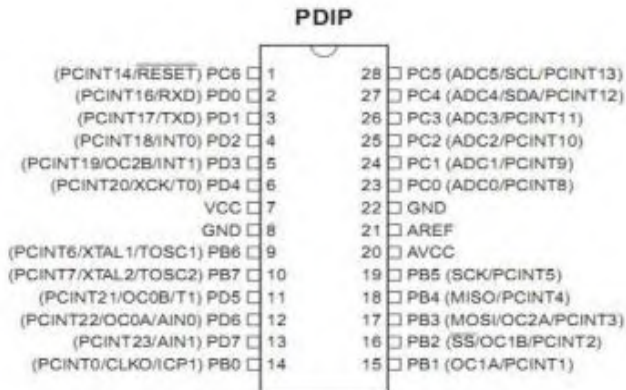 PDIP
(PCINT14/RESET) PC6 1 28 PC5 (ADC5/SCL/PCINT13)
(PCINT16/RXD) PD0 2 27 PC4 (ADC4/SDA/PCINT12)
(PCINT17/TXD) PD1 3 26 PC3 (ADC3/PCINT11)
(PCINT18/INT0) PD2 4 25 PC2 (ADC2/PCINT10)
(PCINT19/OC2B/INT1) PD3 5 24 PC1 (ADC1/PCINT9)
(PCINT20/XCK/T0) PD4 6 23 PC0 (ADC0/PCINT8)
VCC 7 22 GND
GND 8 21 AREF
(PCINT6/XTAL1/TOSC1) PB6 9 20 AVCC
(PCINT7/XTAL2/TOSC2) PB7 10 19 PB5 (SCK/PCINT5)
(PCINT21/OC0B/T1) PD5 11 18 PB4 (MISO/PCINT4)
(PCINT22/OC0A/AIN0) PD6 12 17 PB3 (MOSI/OC2A/PCINT3)
(PCINT23/AIN1) PD7 13 16 PB2 (SS/OC1B/PCINT2)
(PCINT0/CLKO/ICP1) PB0 14 15 PB1 (OC1A/PCINT1)